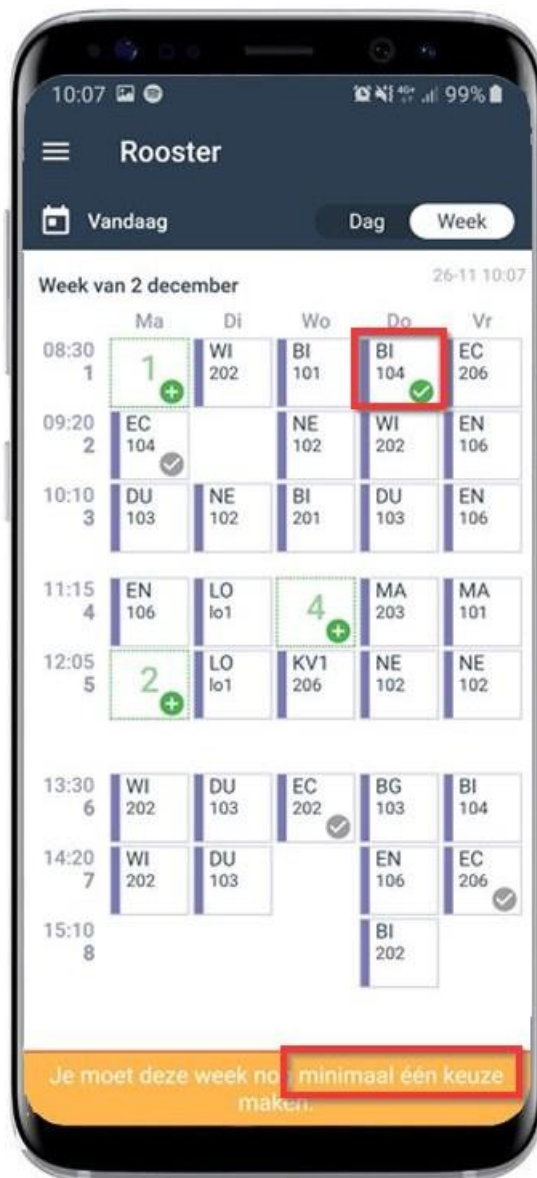 10:07 4G+ 99%
Rooster
Vandaag Dag Week
Week van 2 december 26-11 10:07
Ma Di Wo Do Vr
08:30 1 1 WI 202 BI 101 BI 104 EC 206
09:20 2 EC 104 NE 102 WI 202 EN 106
10:10 3 DU 103 NE 102 BI 201 DU 103 EN 106
11:15 4 EN 106 LO lo1 4 MA 203 MA 101
12:05 5 2 LO lo1 KV1 206 NE 102 NE 102
13:30 6 WI 202 DU 103 EC 202 BG 103 BI 104
14:20 7 WI 202 DU 103 EN 106 EC 206
15:10 8 BI 202
Je moet deze week nog minimaal één keuze
maken.